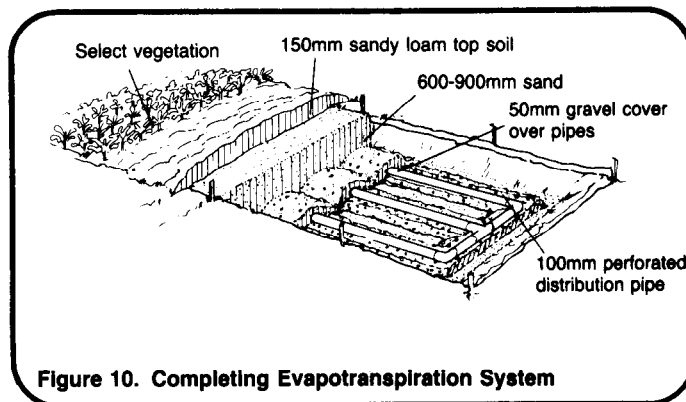 Select vegetation
150mm sandy loam top soil
600-900mm sand
50mm gravel cover
over pipes
100mm perforated
distribution pipe
Figure 10. Completing Evapotranspiration System